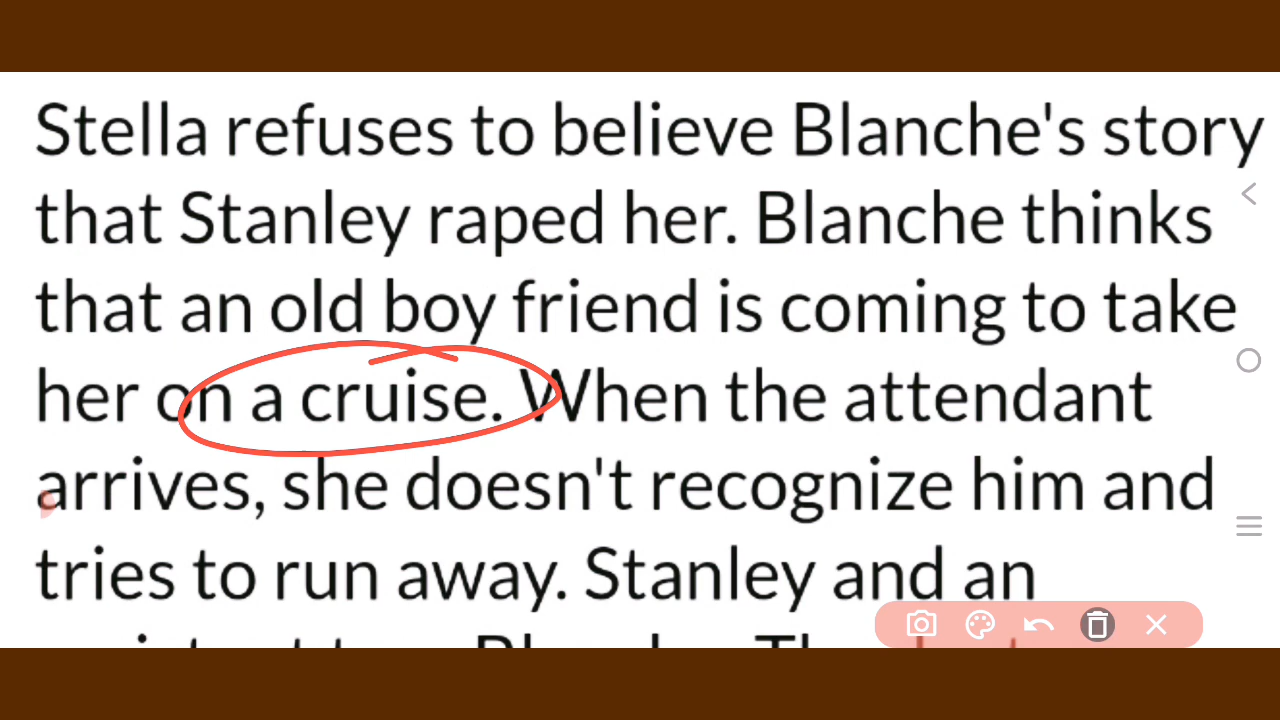 Stella refuses to believe Blanche's story
that Stanley raped her. Blanche thinks
that an old boy friend is coming to take
her on a cruise. When the attendant
arrives, she doesn't recognize him and
tries to run away. Stanley and an